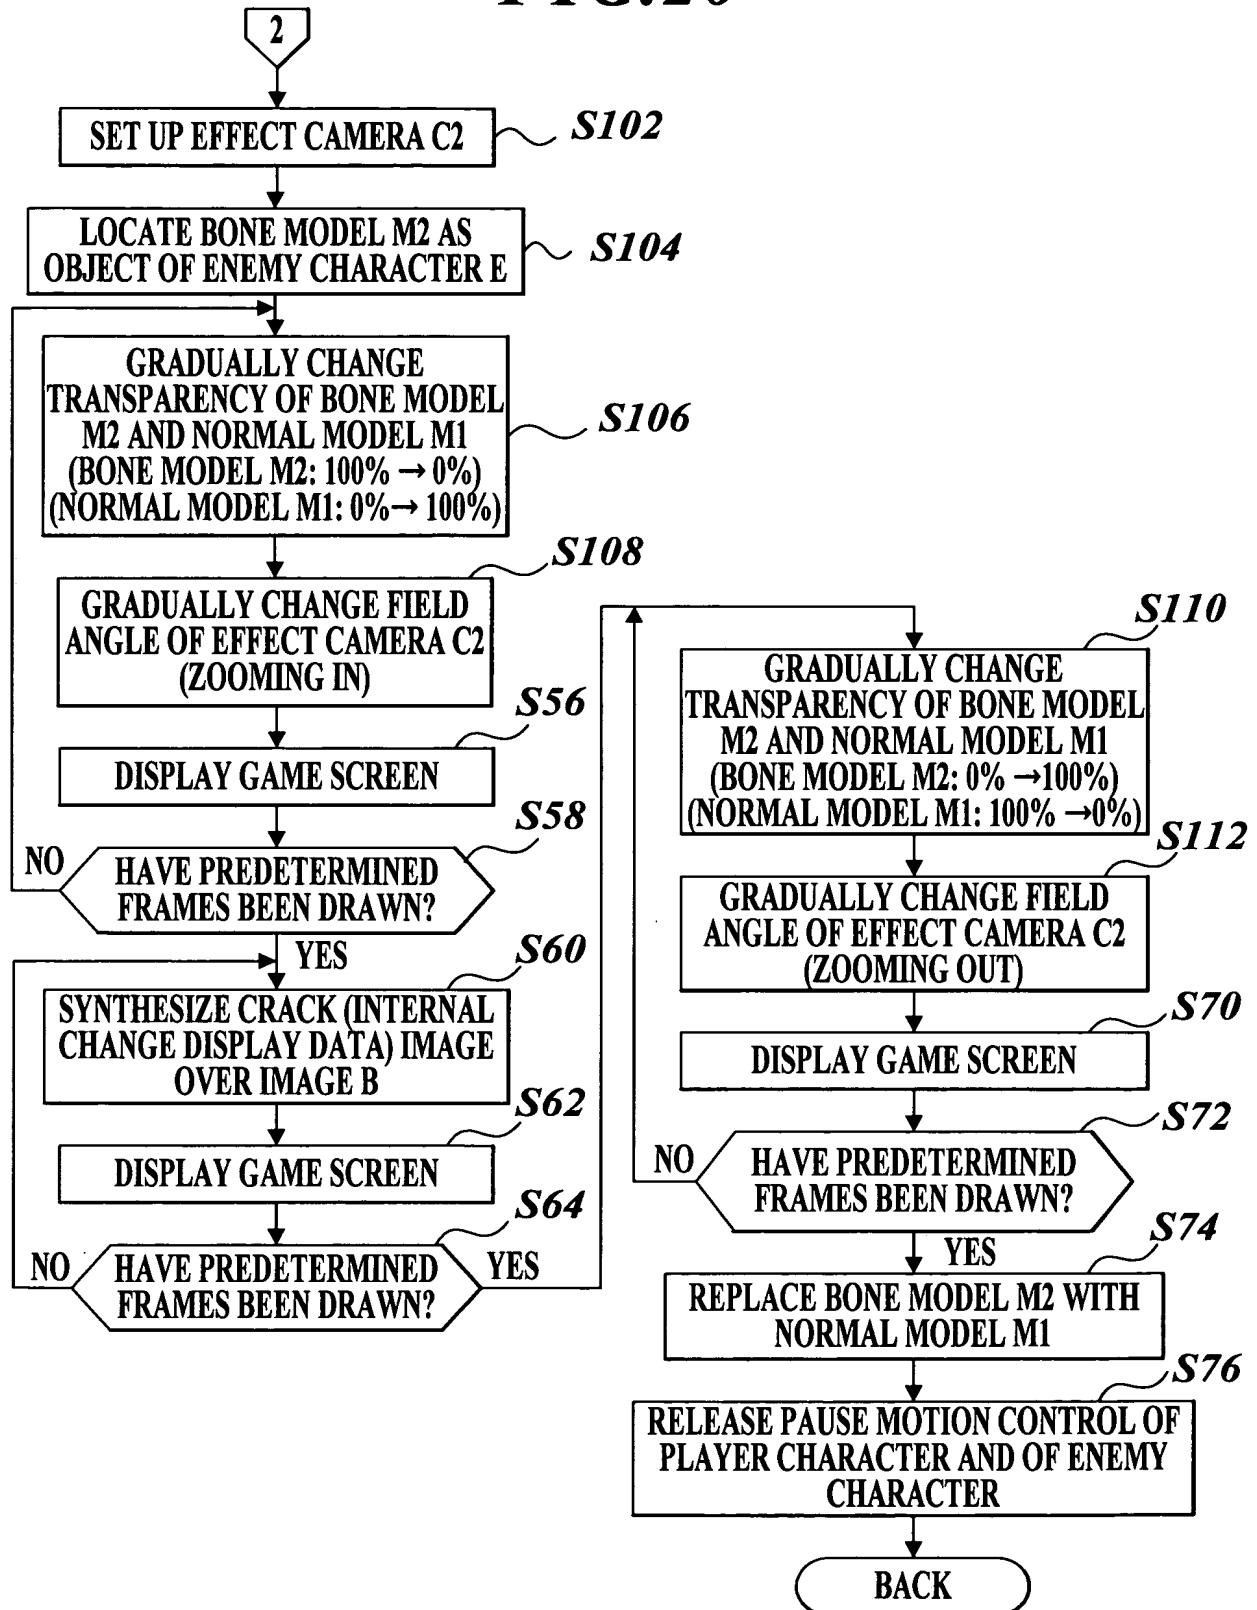 FIG.20
2
SET UP EFFECT CAMERA C2
S102
LOCATE BONE MODEL M2 AS
OBJECT OF ENEMY CHARACTER E
S104
GRADUALLY CHANGE
TRANSPARENCY OF BONE MODEL
M2 AND NORMAL MODEL M1
(BONE MODEL M2: 100% → 0%)
(NORMAL MODEL M1: 0%→ 100%)
S106
S108
GRADUALLY CHANGE FIELD
ANGLE OF EFFECT CAMERA C2
(ZOOMING IN)
S56
DISPLAY GAME SCREEN
S58
NO
HAVE PREDETERMINED
FRAMES BEEN DRAWN?
YES
S60
SYNTHESIZE CRACK (INTERNAL
CHANGE DISPLAY DATA) IMAGE
OVER IMAGE B
S62
DISPLAY GAME SCREEN
S64
NO
HAVE PREDETERMINED
FRAMES BEEN DRAWN?
YES
S110
GRADUALLY CHANGE
TRANSPARENCY OF BONE MODEL
M2 AND NORMAL MODEL M1
(BONE MODEL M2: 0% →100%)
(NORMAL MODEL M1: 100% →0%)
S112
GRADUALLY CHANGE FIELD
ANGLE OF EFFECT CAMERA C2
(ZOOMING OUT)
S70
DISPLAY GAME SCREEN
S72
NO
HAVE PREDETERMINED
FRAMES BEEN DRAWN?
YES
S74
REPLACE BONE MODEL M2 WITH
NORMAL MODEL M1
S76
RELEASE PAUSE MOTION CONTROL OF
PLAYER CHARACTER AND OF ENEMY
CHARACTER
BACK